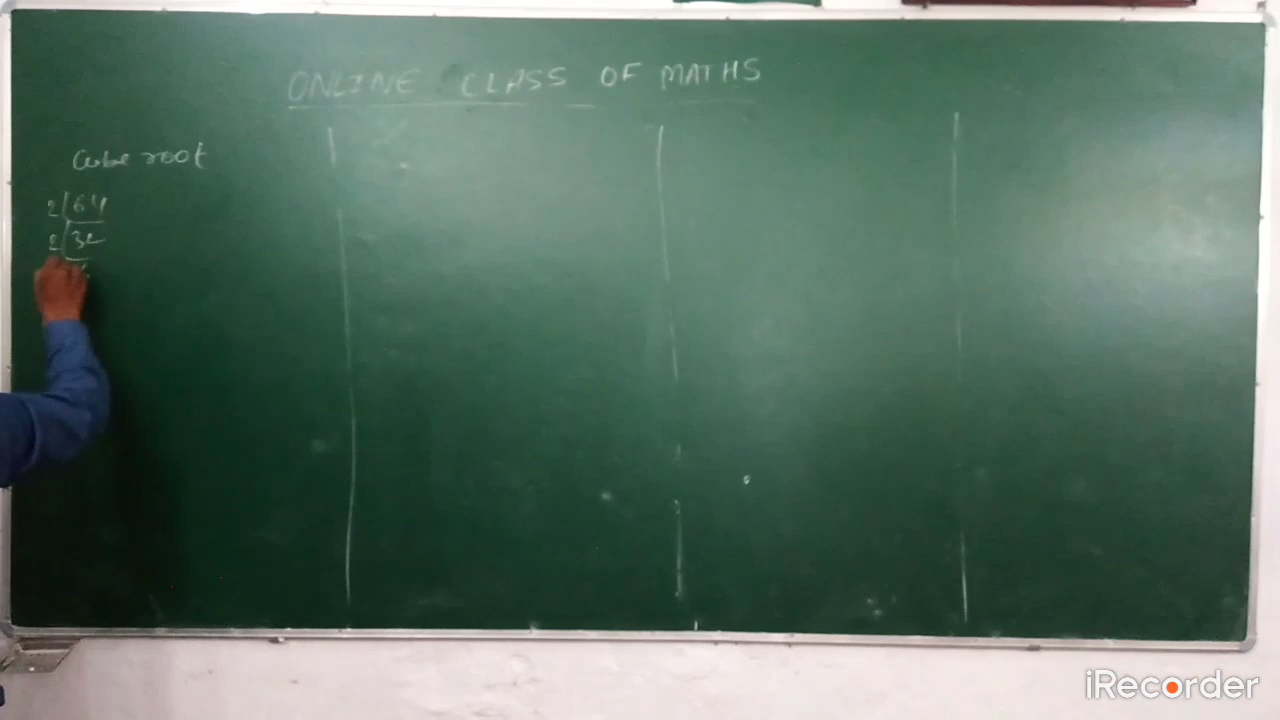 ONLINE CLASS OF MATHS
Cube root
2 | 64
2 | 32
iRecorder